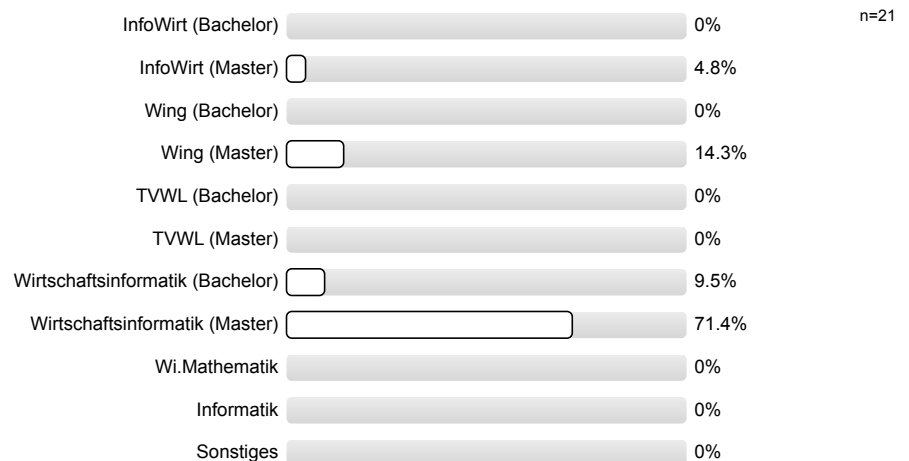 n=21
InfoWirt (Bachelor) 0%
InfoWirt (Master) 4.8%
Wing (Bachelor) 0%
Wing (Master) 14.3%
TVWL (Bachelor) 0%
TVWL (Master) 0%
Wirtschaftsinformatik (Bachelor) 9.5%
Wirtschaftsinformatik (Master) 71.4%
Wi.Mathematik 0%
Informatik 0%
Sonstiges 0%